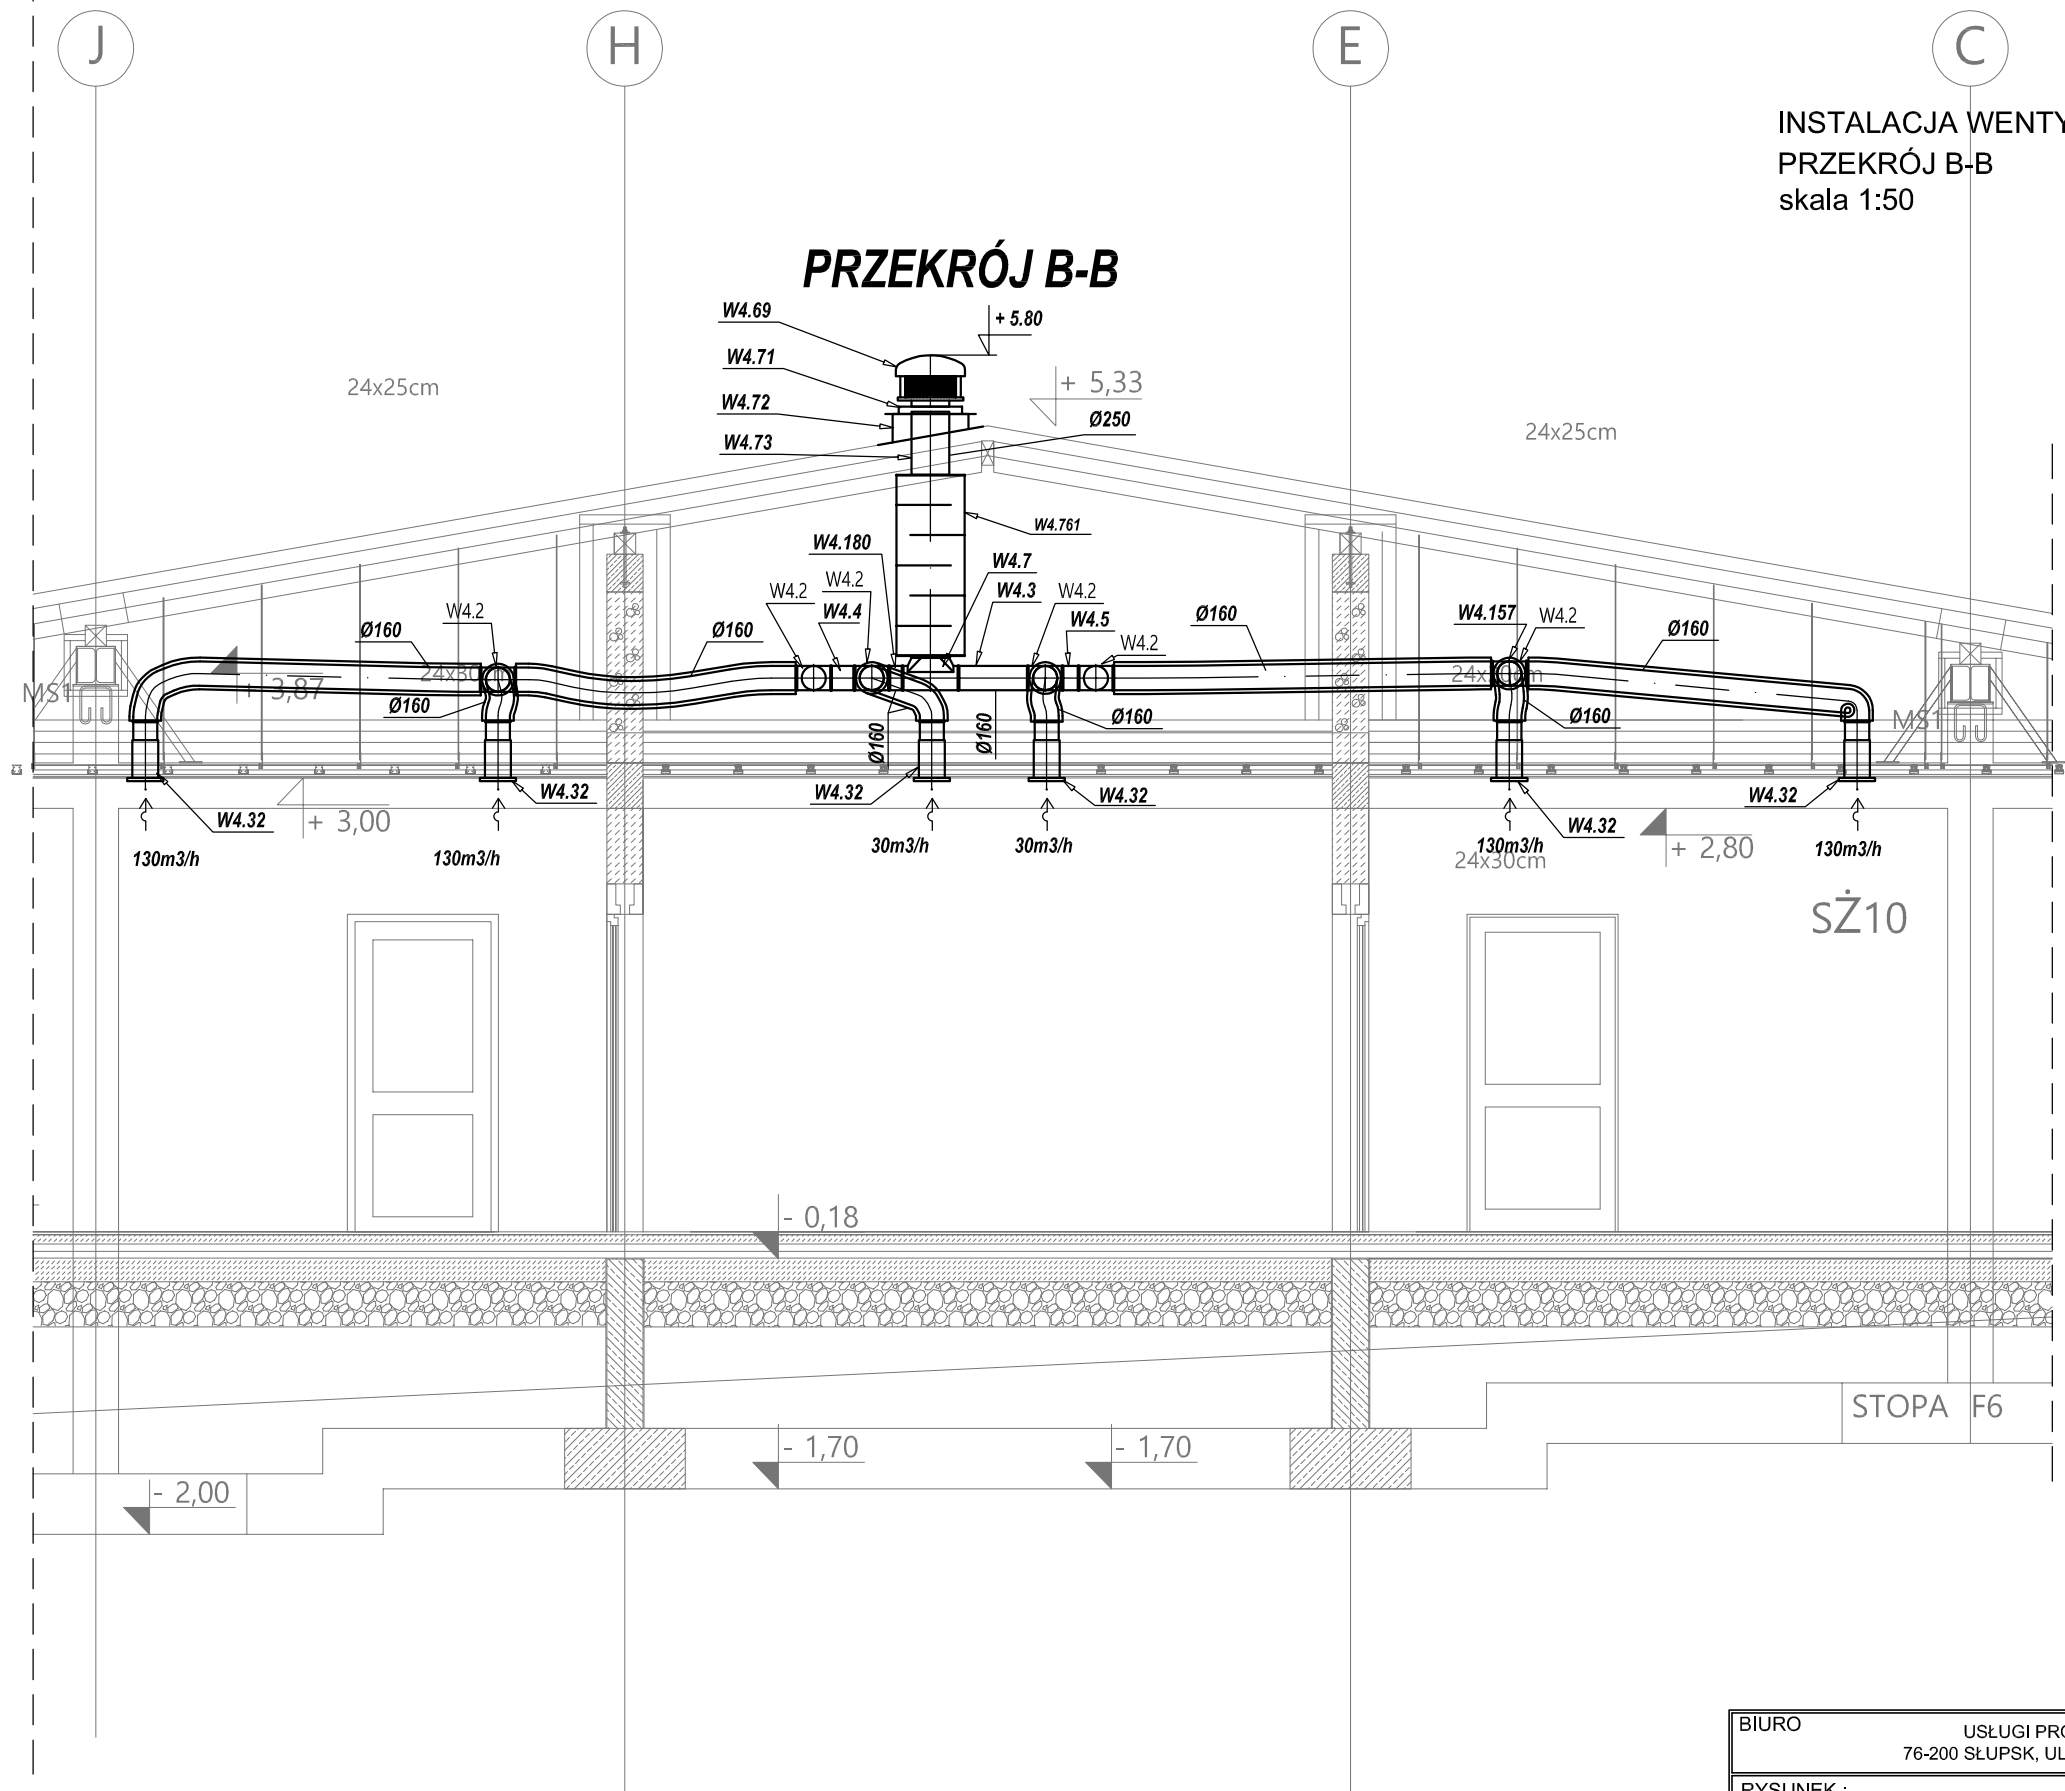 J
H
E
C
INSTALACJA WENTY
PRZEKRÓJ B-B
skala 1:50
PRZEKRÓJ B-B
W4.69
+ 5.80
W4.71
24x25cm
+ 5,33
W4.72
Ø250
W4.73
24x25cm
W4.761
W4.180
W4.7
W4.2
W4.2
W4.3
W4.2
W4.2
W4.4
W4.5
Ø160
W4.157
W4.2
Ø160
Ø160
W4.2
Ø160
MS1
+ 3,87
24x30cm
Ø160
Ø160
Ø160
Ø160
Ø160
MS1
W4.32
W4.32
W4.32
W4.32
W4.32
W4.32
+ 3,00
130m3/h
130m3/h
30m3/h
30m3/h
130m3/h
24x30cm
+ 2,80
130m3/h
SŻ10
- 0,18
STOPA F6
- 1,70
- 1,70
- 2,00
BIURO
USŁUGI PRO
76-200 SŁUPSK, UL
RYSUNEK :